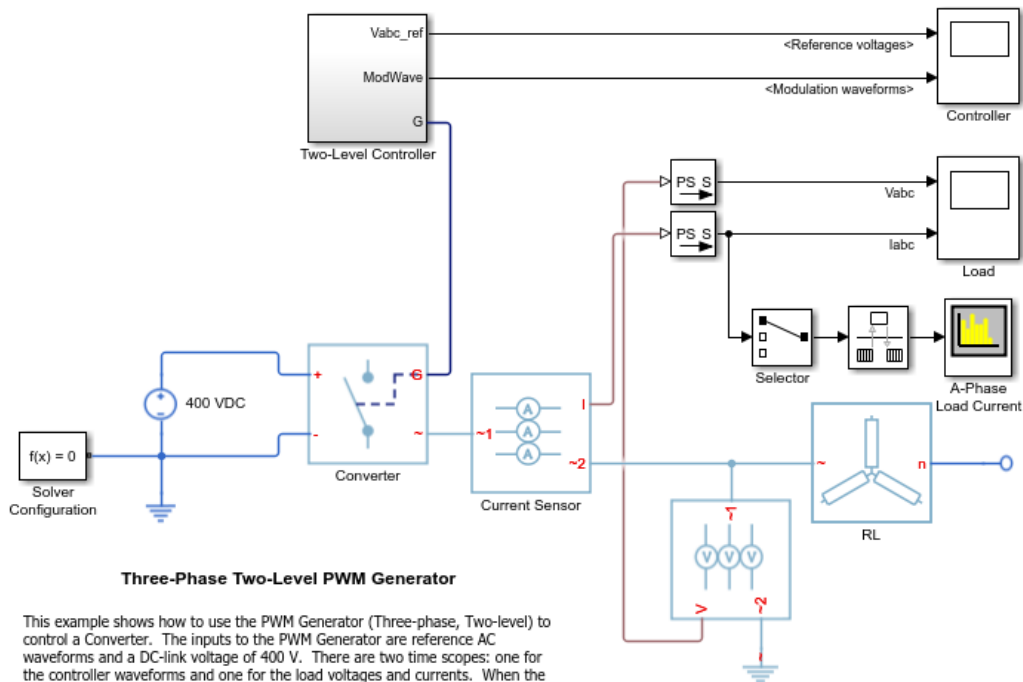 Vabc_ref
ModWave
G
Two-Level Controller
<Reference voltages>
<Modulation waveforms>
Controller
PS S
PS S
Vabc
Iabc
Load
Selector
A-Phase
Load Current
400 VDC
f(x) = 0
Solver
Configuration
+
-
G
~
Converter
~1
A
A
A
I
~2
Current Sensor
~
n
RL
~1
V V V
V
~2
Three-Phase Two-Level PWM Generator
This example shows how to use the PWM Generator (Three-phase, Two-level) to
control a Converter. The inputs to the PWM Generator are reference AC
waveforms and a DC-link voltage of 400 V. There are two time scopes: one for
the controller waveforms and one for the load voltages and currents. When the